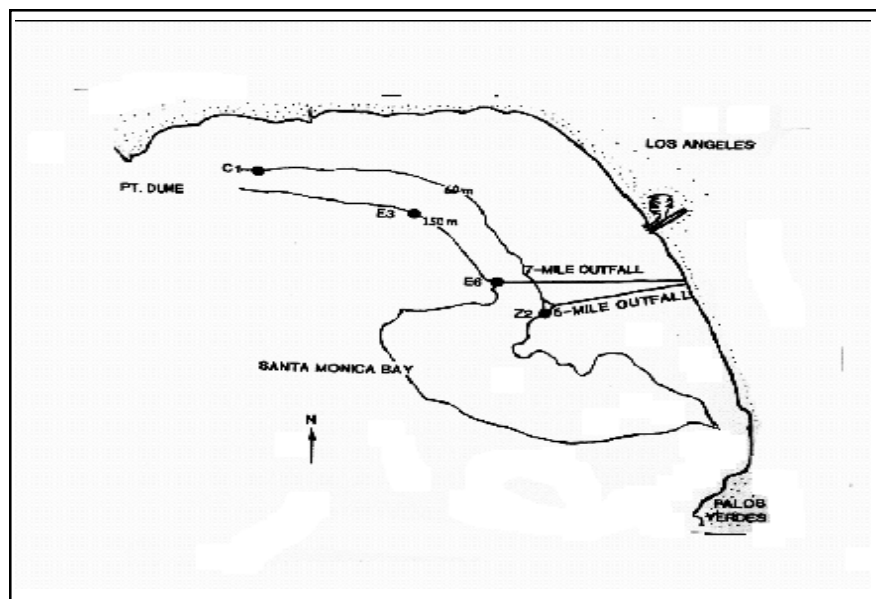 LOS ANGELES
C1
PT. DUME
60 m
E3
150 m
7-MILE OUTFALL
E6
5-MILE OUTFALL
Z2
SANTA MONICA BAY
N
PALOS
VERDES